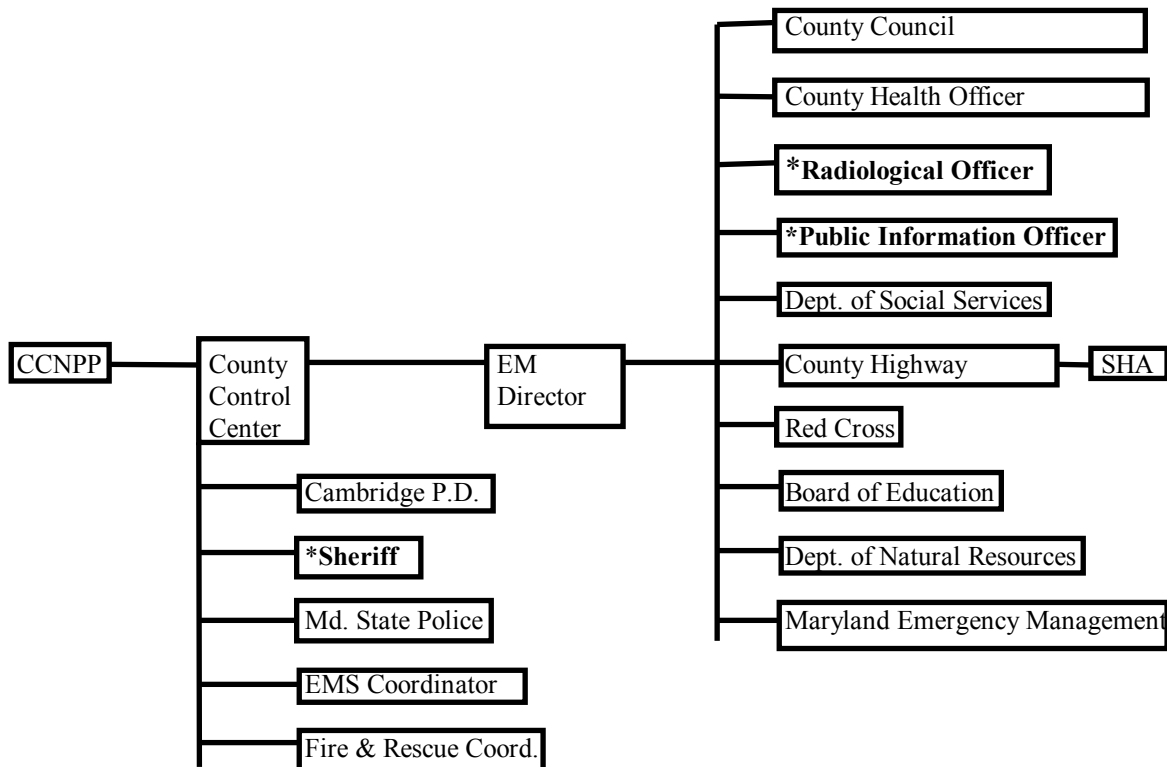 County Council
County Health Officer
*Radiological Officer
*Public Information Officer
Dept. of Social Services
CCNPP
County
Control
Center
EM
Director
County Highway
SHA
Red Cross
Board of Education
Dept. of Natural Resources
Maryland Emergency Management
Cambridge P.D.
*Sheriff
Md. State Police
EMS Coordinator
Fire & Rescue Coord.